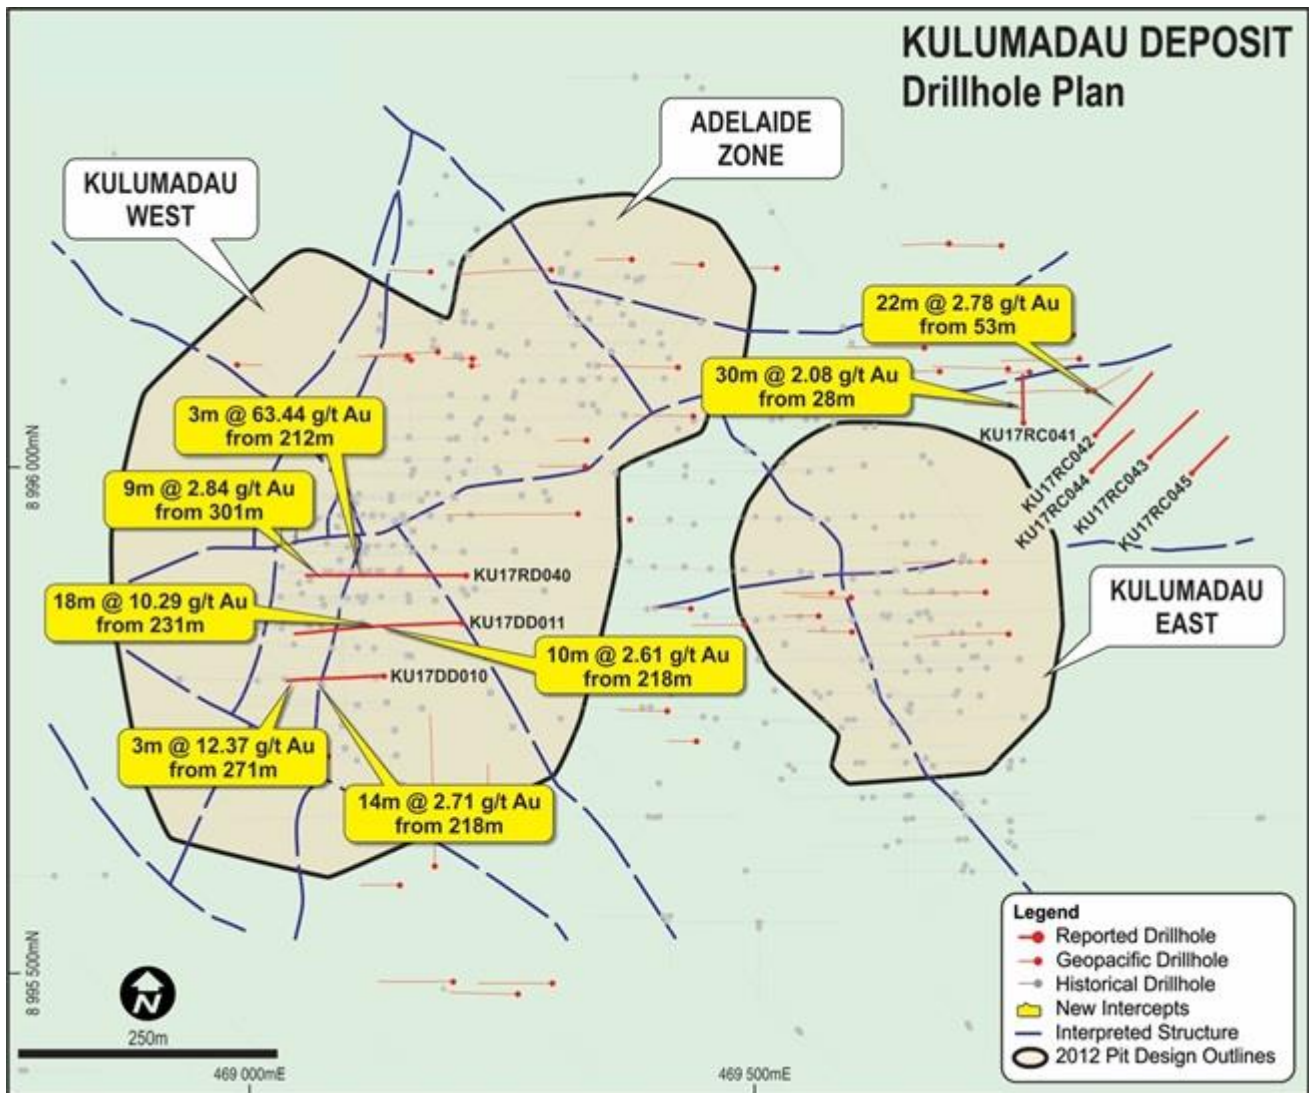 KULUMADAU DEPOSIT
Drillhole Plan
ADELAIDE
ZONE
KULUMADAU
WEST
22m @ 2.78 g/t Au
from 53m
30m @ 2.08 g/t Au
from 28m
3m @ 63.44 g/t Au
from 212m
KU17RC041
KU17RC042
KU17RC044
KU17RC043
KU17RC045
8 996 000mN
9m @ 2.84 g/t Au
from 301m
KU17RD040
18m @ 10.29 g/t Au
from 231m
KU17DD011
KULUMADAU
EAST
10m @ 2.61 g/t Au
from 218m
KU17DD010
3m @ 12.37 g/t Au
from 271m
14m @ 2.71 g/t Au
from 218m
8 995 500mN
N
250m
469 000mE
469 500mE
Legend
Reported Drillhole
Geopacific Drillhole
Historical Drillhole
New Intercepts
Interpreted Structure
2012 Pit Design Outlines